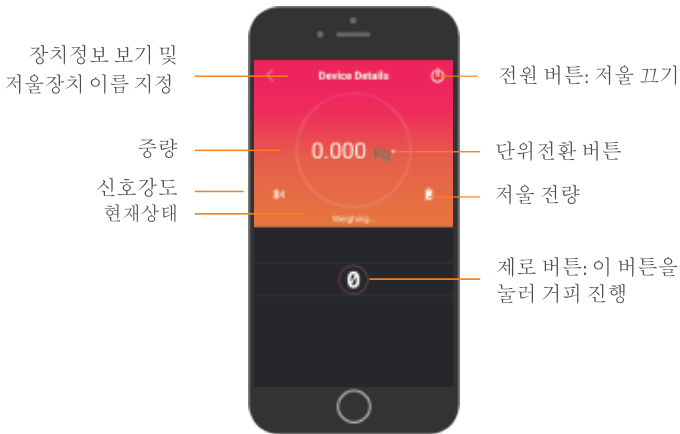 장치정보 보기 및
저울장치 이름 지정
중량
신호강도
현재상태
Device Details
0.000 Kg
Weighing...
0
전원 버튼: 저울 끄기
단위전환 버튼
저울 전량
제로 버튼: 이 버튼을
눌러 거피 진행